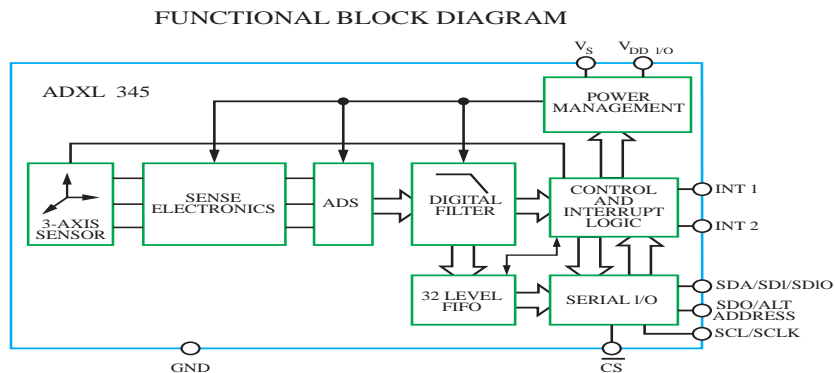 FUNCTIONAL BLOCK DIAGRAM
VS
VDD I/O
ADXL 345
POWER
MANAGEMENT
3-AXIS
SENSOR
SENSE
ELECTRONICS
ADS
DIGITAL
FILTER
CONTROL
AND
INTERRUPT
LOGIC
INT 1
INT 2
32 LEVEL
FIFO
SERIAL I/O
SDA/SDI/SDIO
SDO/ALT
ADDRESS
SCL/SCLK
GND
CS